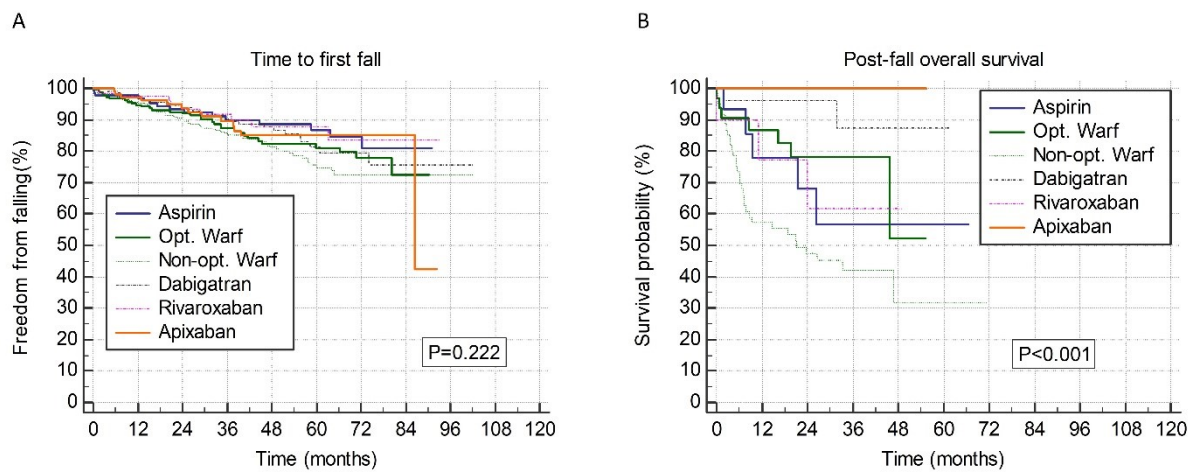 A
Time to first fall
Freedom from falling(%)
100
90
80
70
60
50
40
30
20
10
0
Aspirin
Opt. Warf
Non-opt. Warf
Dabigatran
Rivaroxaban
Apixaban
P=0.222
0 12 24 36 48 60 72 84 96 108 120
Time (months)
B
Post-fall overall survival
Survival probability (%)
100
90
80
70
60
50
40
30
20
10
0
Aspirin
Opt. Warf
Non-opt. Warf
Dabigatran
Rivaroxaban
Apixaban
P<0.001
0 12 24 36 48 60 72 84 96 108 120
Time (months)